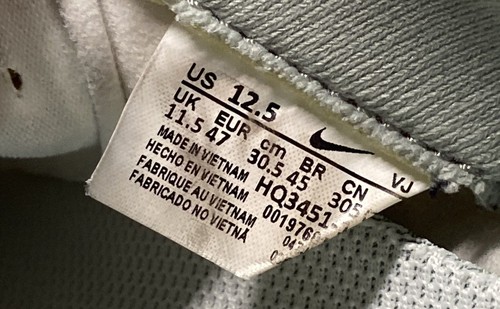 US 12.5
UK EUR cm BR CN
11.5 47 30.5 45 305
MADE IN VIETNAM HQ3451-
HECHO EN VIETNAM 001976
FABRIQUE AU VIETNAM
FABRICADO NO VIETNÃ
VJ